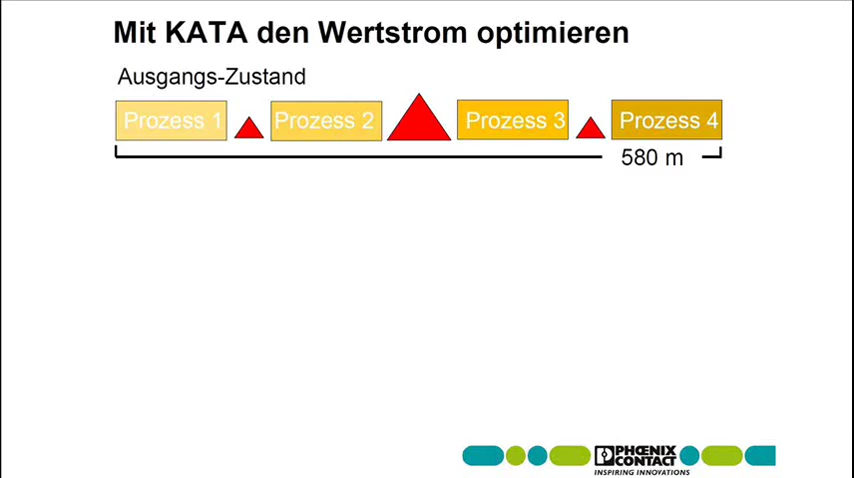 Mit KATA den Wertstrom optimieren
Ausgangs-Zustand
Prozess 1 Prozess 2 Prozess 3 Prozess 4
580 m
PHŒNIX
CONTACT
INSPIRING INNOVATIONS